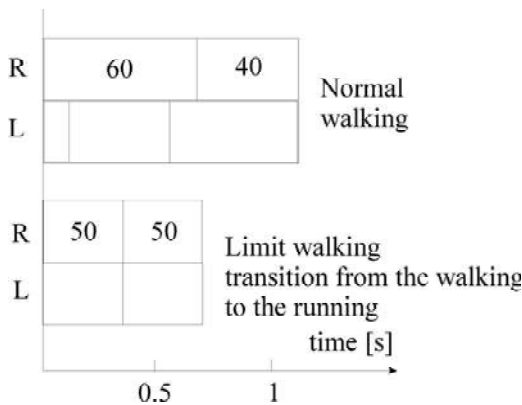 R 60 40
L
Normal
walking
R 50 50
L
Limit walking
transition from thc walking
to the running
time [s]
0.5 1